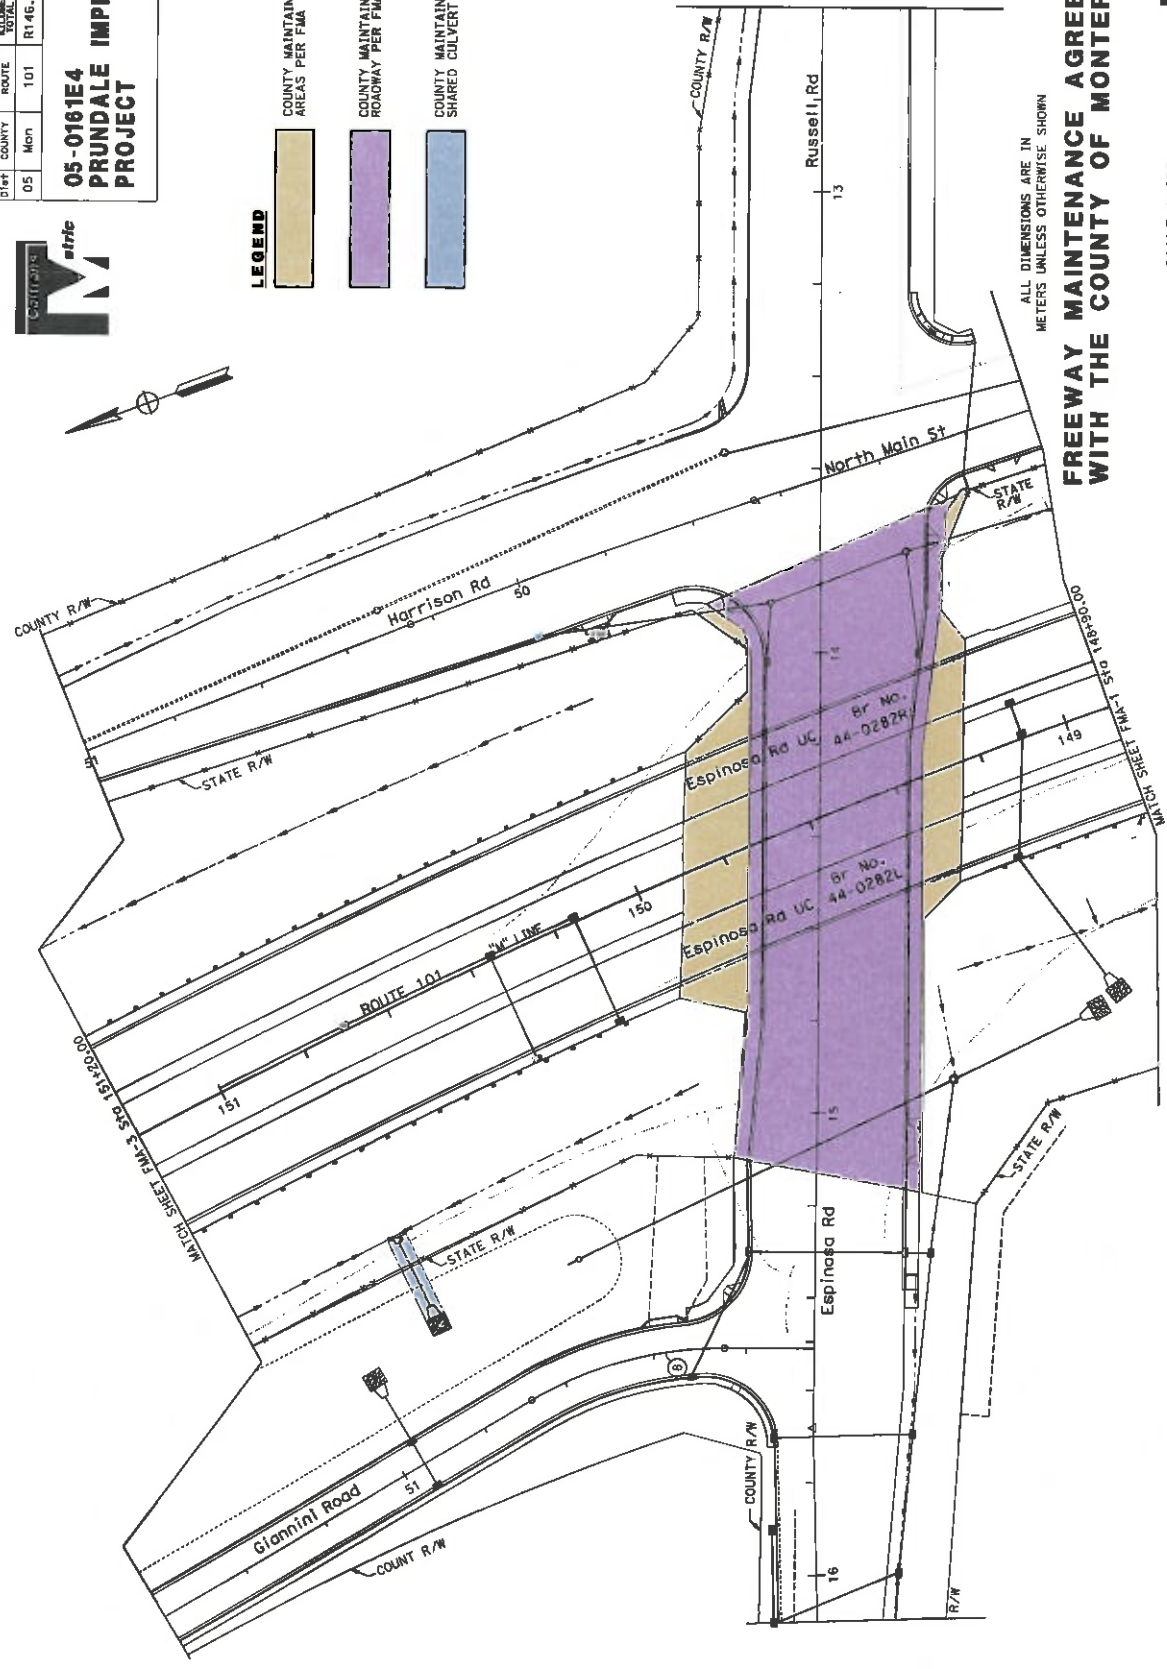 Dist COUNTY ROUTE
TOTAL
05 Mon 101 R146.
05-0161E4
PRUNDALE IMP
PROJECT
Caltrans
Metric
LEGEND
COUNTY MAINTAIN
AREAS PER FMA
COUNTY MAINTAIN
ROADWAY PER FMA
COUNTY MAINTAIN
SHARED CULVERT
COUNTY R/W
Russell Rd
13
COUNTY R/W
Harrison Rd
50
51
North Main St
STATE R/W
STATE
R/W
14
Espinosa Rd UC
Br No.
44-0282R
Espinosa Rd UC
Br No.
44-0282L
149
150
"M" LINE
ROUTE 101
151
MATCH SHEET FMA-3 Sta 151+20.00
MATCH SHEET FMA-1 Sta 148+90.00
15
STATE R/W
STATE R/W
Espinosa Rd
8
Giannini Road
51
COUNT R/W
COUNTY R/W
16
R/W
ALL DIMENSIONS ARE IN
METERS UNLESS OTHERWISE SHOWN
FREEWAY MAINTENANCE AGREE
WITH THE COUNTY OF MONTER